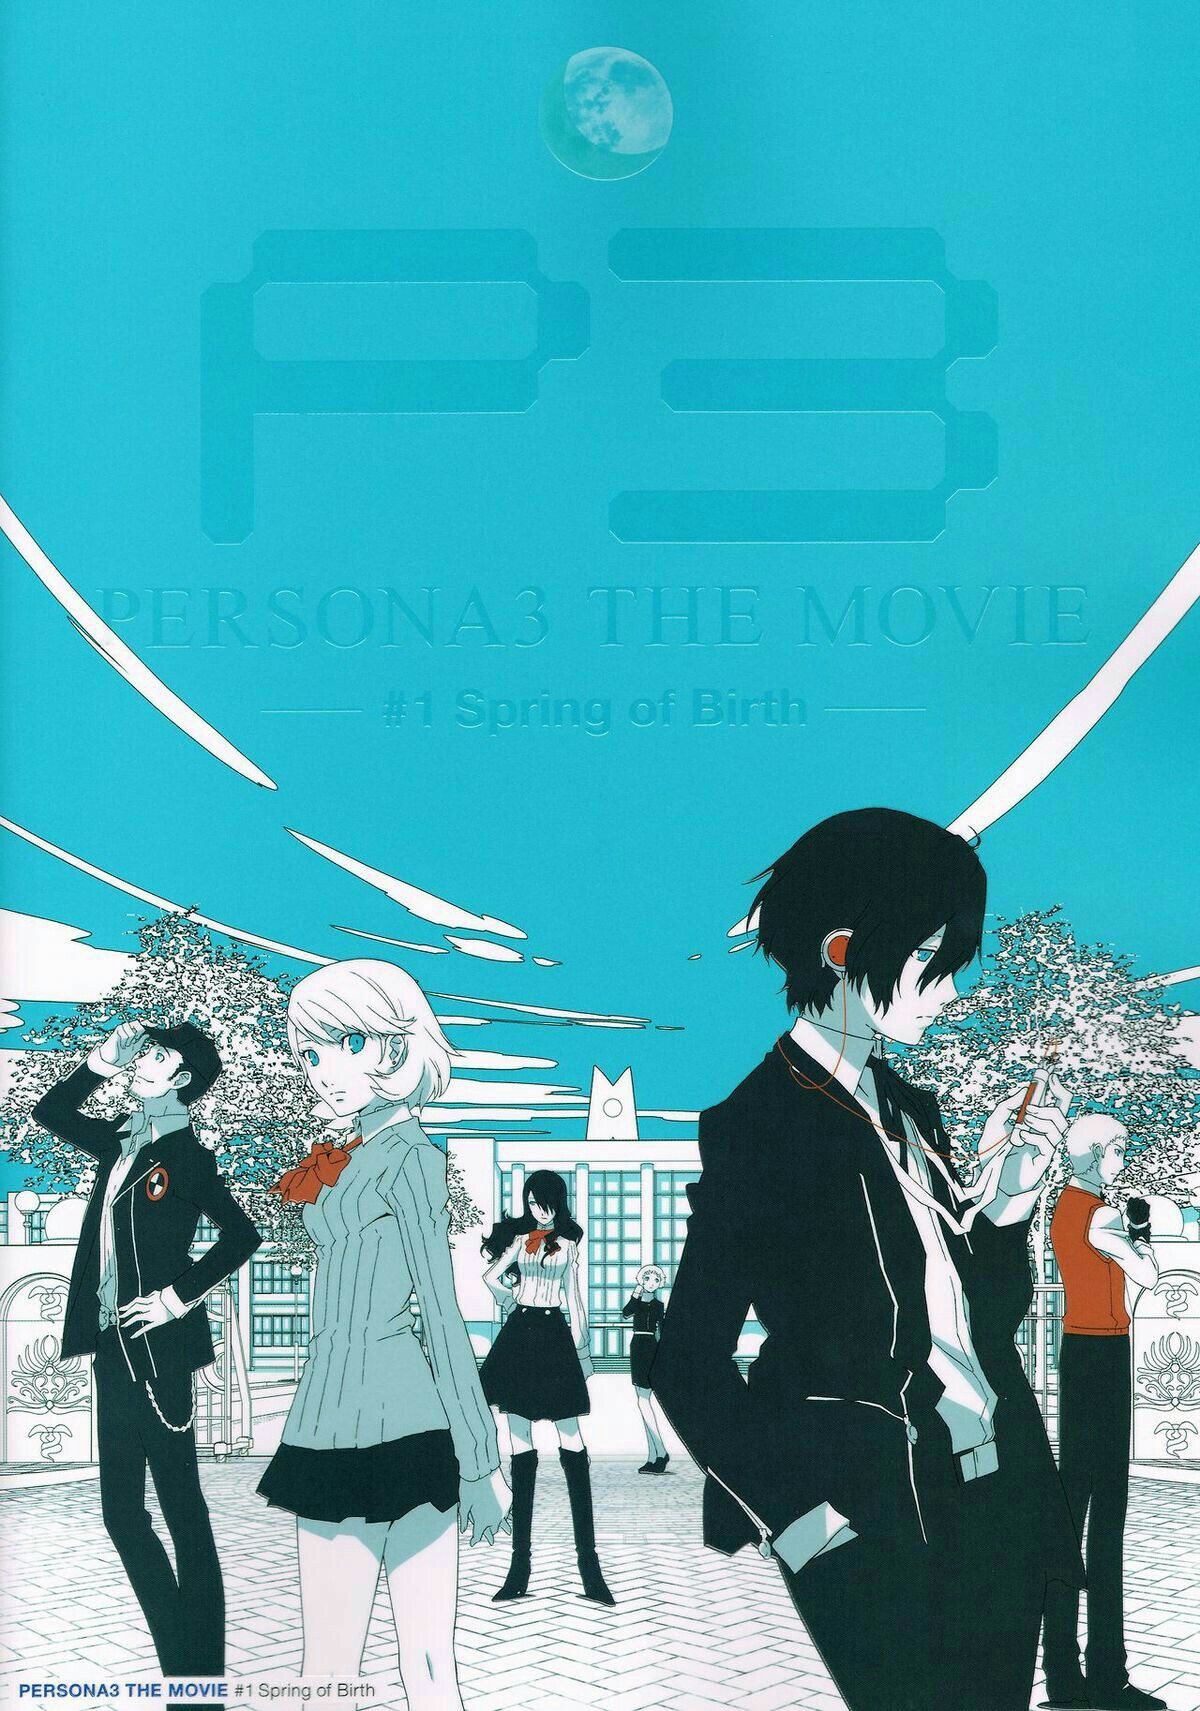 P3
PERSONA3 THE MOVIE
#1 Spring of Birth
PERSONA3 THE MOVIE #1 Spring of Birth